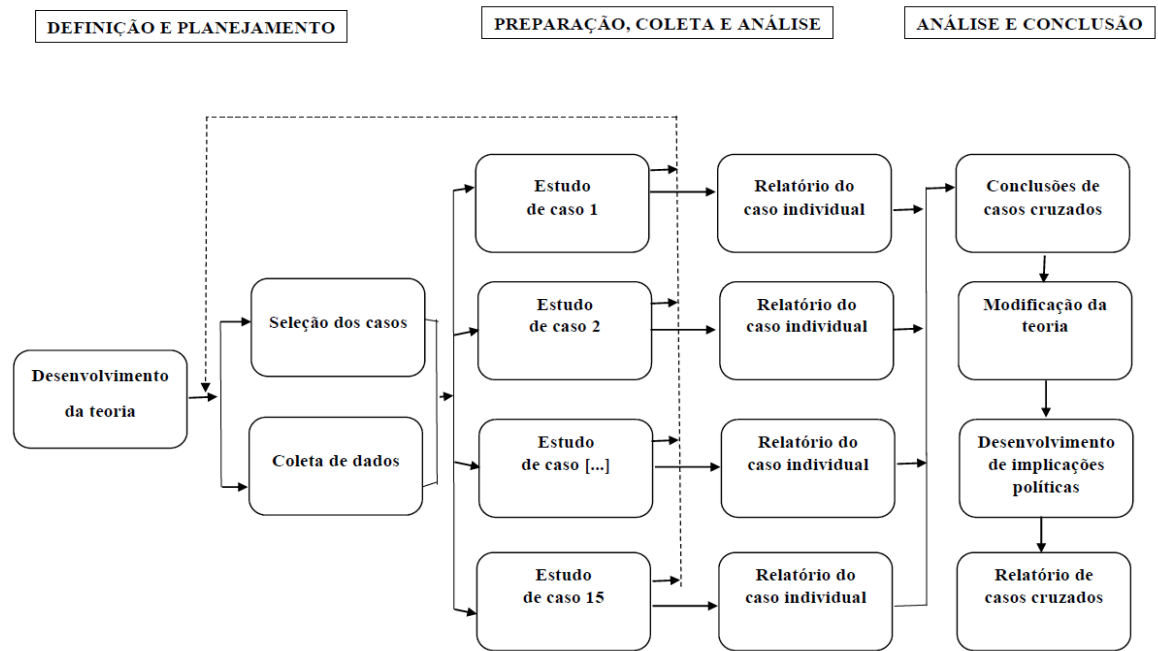 DEFINIÇÃO E PLANEJAMENTO
PREPARAÇÃO, COLETA E ANÁLISE
ANÁLISE E CONCLUSÃO
Desenvolvimento
da teoria
Seleção dos casos
Coleta de dados
Estudo
de caso 1
Estudo
de caso 2
Estudo
de caso [...]
Estudo
de caso 15
Relatório do
caso individual
Relatório do
caso individual
Relatório do
caso individual
Relatório do
caso individual
Conclusões de
casos cruzados
Modificação da
teoria
Desenvolvimento
de implicações
políticas
Relatório de
casos cruzados